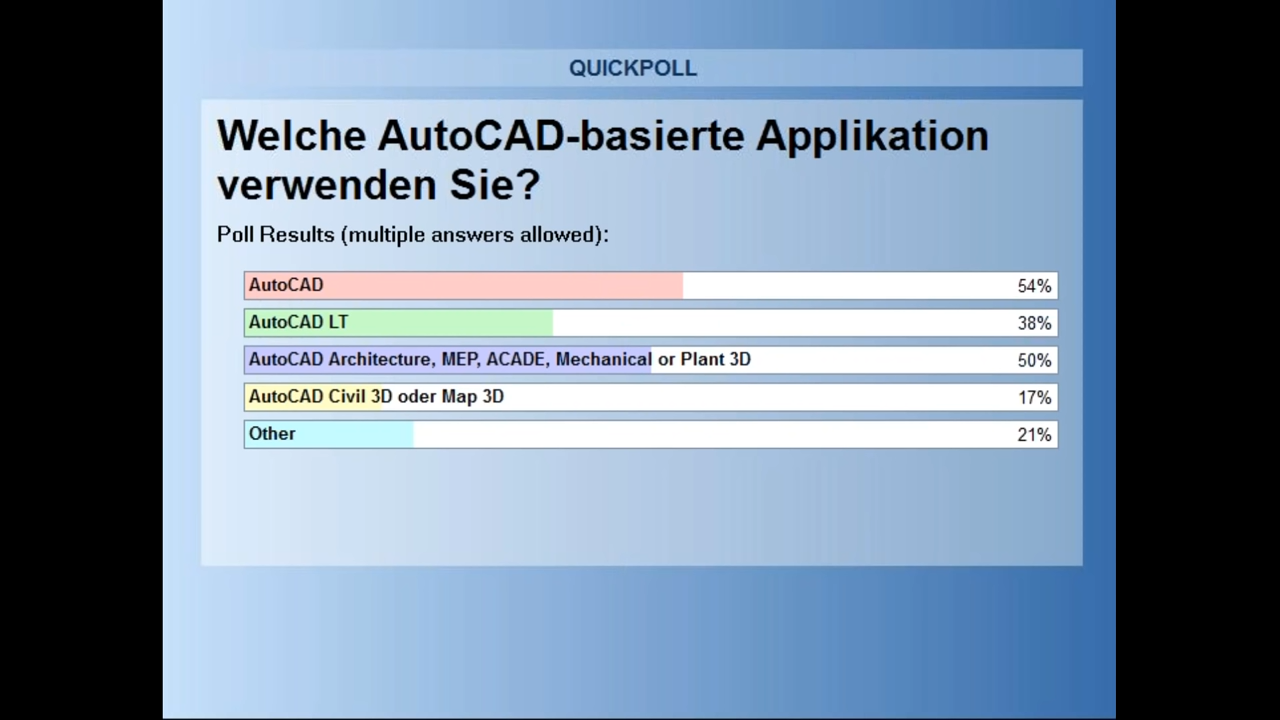 QUICKPOLL
Welche AutoCAD-basierte Applikation
verwenden Sie?
Poll Results (multiple answers allowed):
AutoCAD 54%
AutoCAD LT 38%
AutoCAD Architecture, MEP, ACADE, Mechanical or Plant 3D 50%
AutoCAD Civil 3D oder Map 3D 17%
Other 21%